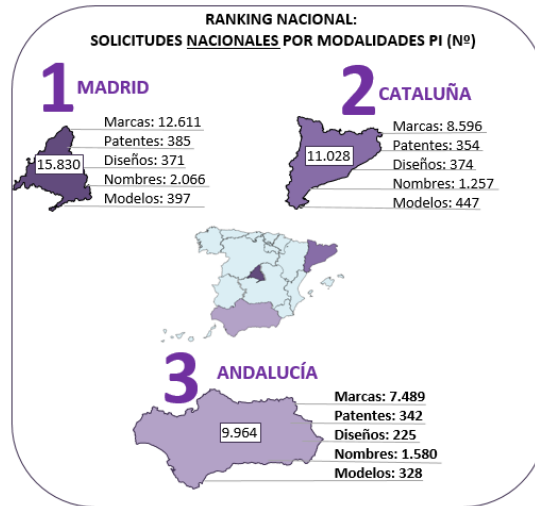 RANKING NACIONAL:
SOLICITUDES NACIONALES POR MODALIDADES PI (Nº)
1 MADRID
Marcas: 12.611
Patentes: 385
15.830
Diseños: 371
Nombres: 2.066
Modelos: 397
2 CATALUÑA
Marcas: 8.596
Patentes: 354
11.028
Diseños: 374
Nombres: 1.257
Modelos: 447
3 ANDALUCÍA
Marcas: 7.489
Patentes: 342
9.964
Diseños: 225
Nombres: 1.580
Modelos: 328